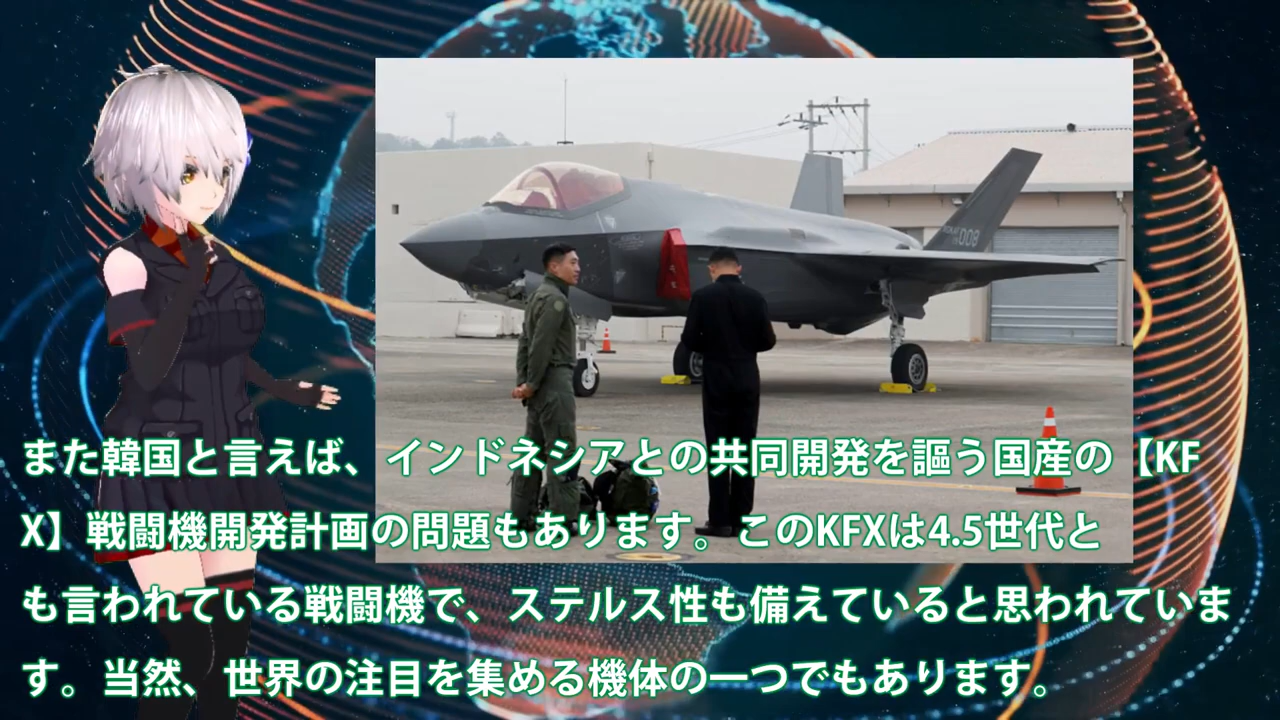 008
また韓国と言えば、インドネシアとの共同開発を謳う国産の【KF
X】戦闘機開発計画の問題もあります。このKFXは4.5世代と
も言われている戦闘機で、ステルス性も備えていると思われていま
す。当然、世界の注目を集める機体の一つでもあります。